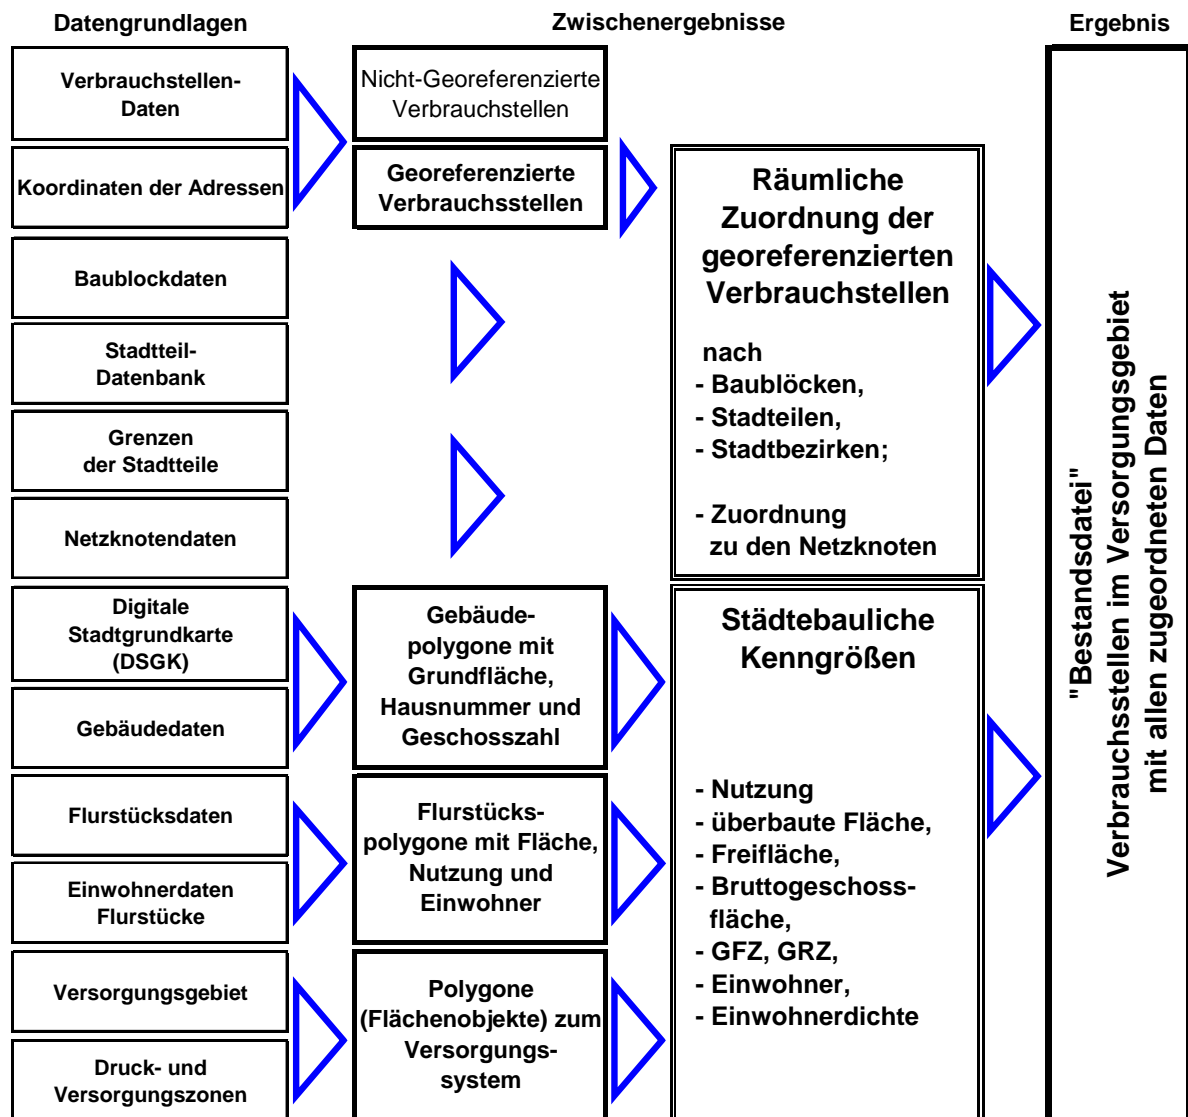 Datengrundlagen
Zwischenergebnisse
Ergebnis
Verbrauchstellen-
Daten
Koordinaten der Adressen
Baublockdaten
Stadtteil-
Datenbank
Grenzen
der Stadtteile
Netzknotendaten
Digitale
Stadtgrundkarte
(DSGK)
Gebäudedaten
Flurstücksdaten
Einwohnerdaten
Flurstücke
Versorgungsgebiet
Druck- und
Versorgungszonen
Nicht-Georeferenzierte
Verbrauchstellen
Georeferenzierte
Verbrauchsstellen
Gebäude-
polygone mit
Grundfläche,
Hausnummer und
Geschosszahl
Flurstücks-
polygone mit Fläche,
Nutzung und
Einwohner
Polygone
(Flächenobjekte) zum
Versorgungs-
system
Räumliche
Zuordnung der
georeferenzierten
Verbrauchstellen
nach
- Baublöcken,
- Stadteilen,
- Stadtbezirken;
- Zuordnung
zu den Netzknoten
Städtebauliche
Kenngrößen
- Nutzung
- überbaute Fläche,
- Freifläche,
- Bruttogeschoss-
fläche,
- GFZ, GRZ,
- Einwohner,
- Einwohnerdichte
"Bestandsdatei"
Verbrauchsstellen im Versorgungsgebiet
mit allen zugeordneten Daten